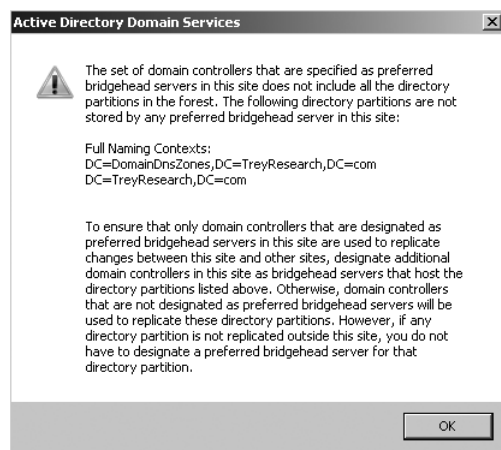 Active Directory Domain Services
The set of domain controllers that are specified as preferred
bridgehead servers in this site does not include all the directory
partitions in the forest. The following directory partitions are not
stored by any preferred bridgehead server in this site:
Full Naming Contexts:
DC=DomainDnsZones,DC=TreyResearch,DC=com
DC=TreyResearch,DC=com
To ensure that only domain controllers that are designated as
preferred bridgehead servers in this site are used to replicate
changes between this site and other sites, designate additional
domain controllers in this site as bridgehead servers that host the
directory partitions listed above. Otherwise, domain controllers
that are not designated as preferred bridgehead servers will be
used to replicate these directory partitions. However, if any
directory partition is not replicated outside this site, you do not
have to designate a preferred bridgehead server for that
directory partition.
OK